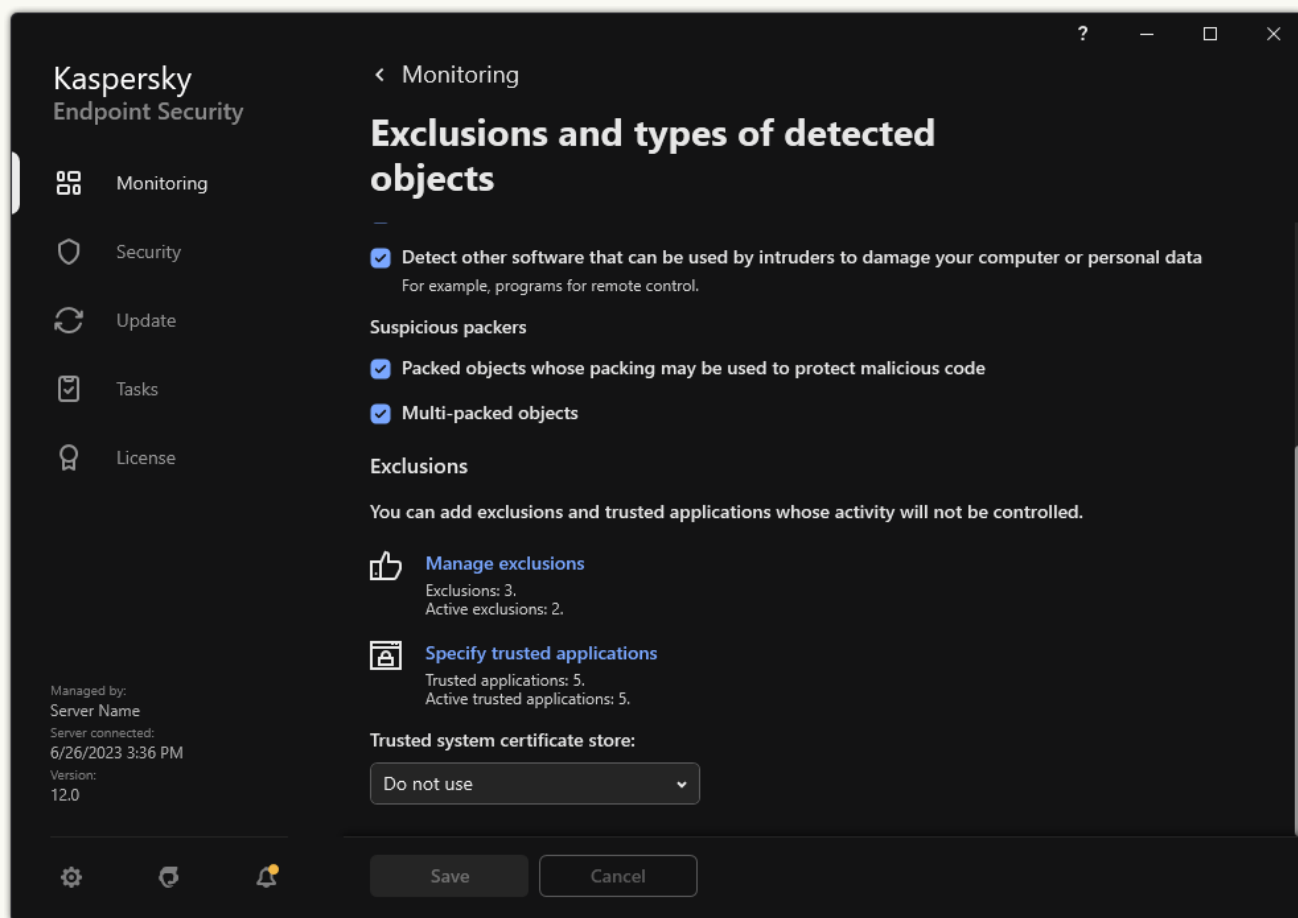 ?
Kaspersky
Endpoint Security
Monitoring
Security
Update
Tasks
License
Managed by:
Server Name
Server connected:
6/26/2023 3:36 PM
Version:
12.0
Monitoring
Exclusions and types of detected
objects
Detect other software that can be used by intruders to damage your computer or personal data
For example, programs for remote control.
Suspicious packers
Packed objects whose packing may be used to protect malicious code
Multi-packed objects
Exclusions
You can add exclusions and trusted applications whose activity will not be controlled.
Manage exclusions
Exclusions: 3.
Active exclusions: 2.
Specify trusted applications
Trusted applications: 5.
Active trusted applications: 5.
Trusted system certificate store:
Do not use
Save
Cancel